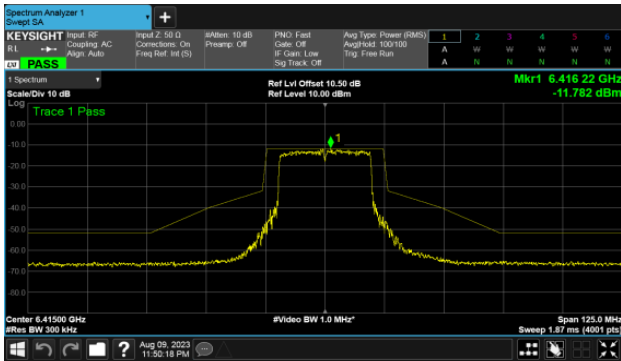 Spectrum Analyzer 1
Swept SA
KEYSIGHT
RL
Input: RF
Coupling: AC
Align: Auto
Input Z: 50 Ω
Corrections: On
Freq Ref: Int (S)
#Atten: 10 dB
Preamp: Off
PNO: Fast
Gate: Off
IF Gain: Low
Sig Track: Off
Avg Type: Power (RMS)
Avg|Hold: 100/100
Trig: Free Run
1 2 3 4 5 6
A W W W W W
A N N N N N
LXI PASS
1 Spectrum
Scale/Div 10 dB
Ref Lvl Offset 10.50 dB
Ref Level 10.00 dBm
Mkr1 6.416 22 GHz
-11.782 dBm
Log
Trace 1 Pass
0.00
1
-10.0
-20.0
-30.0
-40.0
-50.0
-60.0
-70.0
-80.0
Center 6.41500 GHz
#Res BW 300 kHz
#Video BW 1.0 MHz*
Span 125.0 MHz
Sweep 1.87 ms (4001 pts)
?
Aug 09, 2023
11:50:18 PM